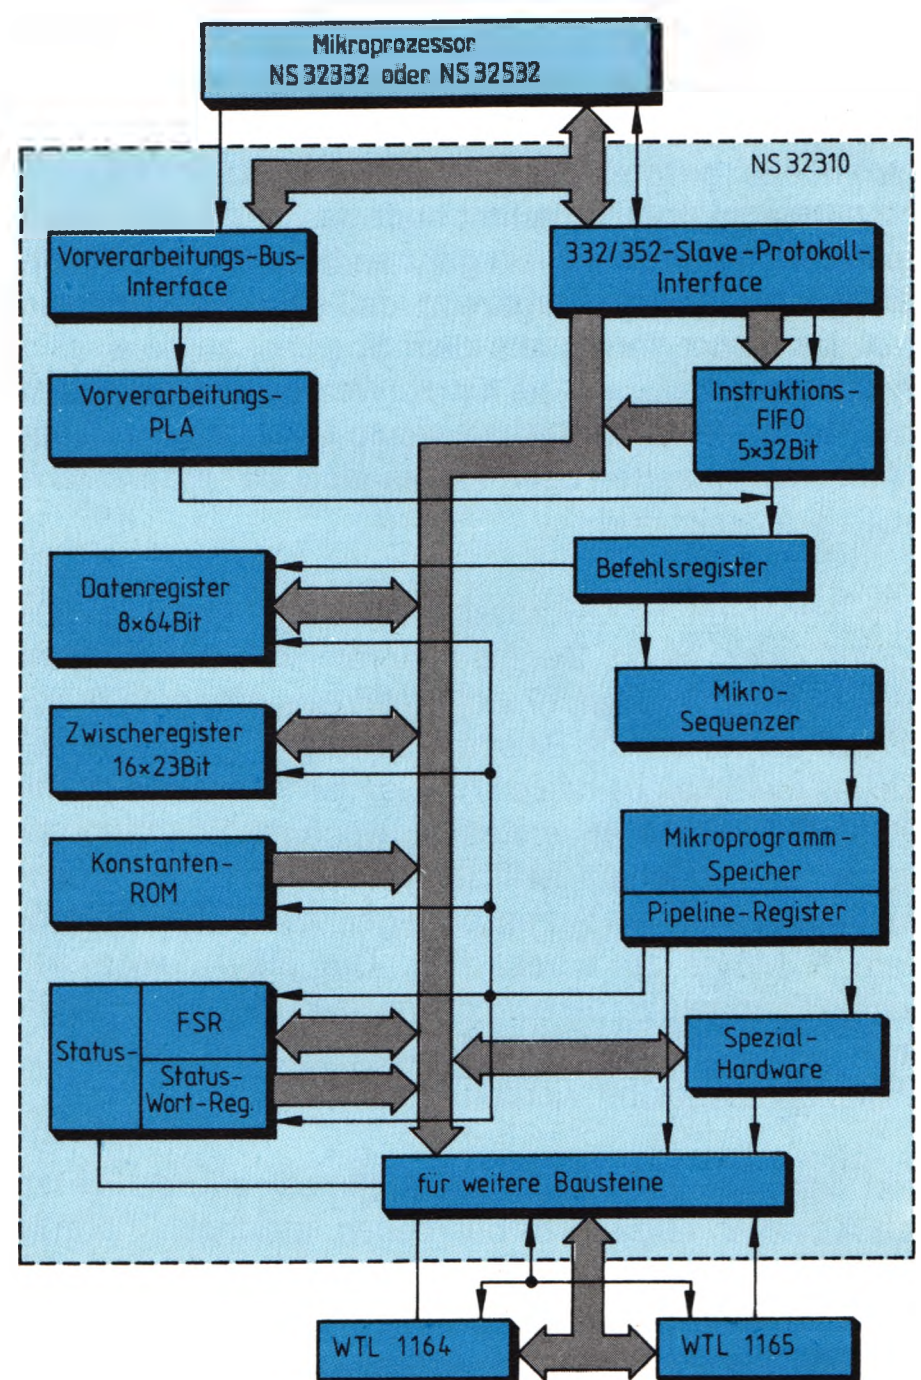 Mikroprozessor
NS 32332 oder NS 32532
NS 32310
Vorverarbeitungs-Bus-
Interface
332/352-Slave-Protokoll-
Interface
Vorverarbeitungs-
PLA
Instruktions-
FIFO
5×32Bit
Befehlsregister
Datenregister
8×64Bit
Mikro-
Sequenzer
Zwischeregister
16×23Bit
Mikroprogramm-
Speicher
Pipeline-Register
Konstanten-
ROM
Status-
FSR
Status-
Wort-Reg.
Spezial-
Hardware
für weitere Bausteine
WTL 1164
WTL 1165